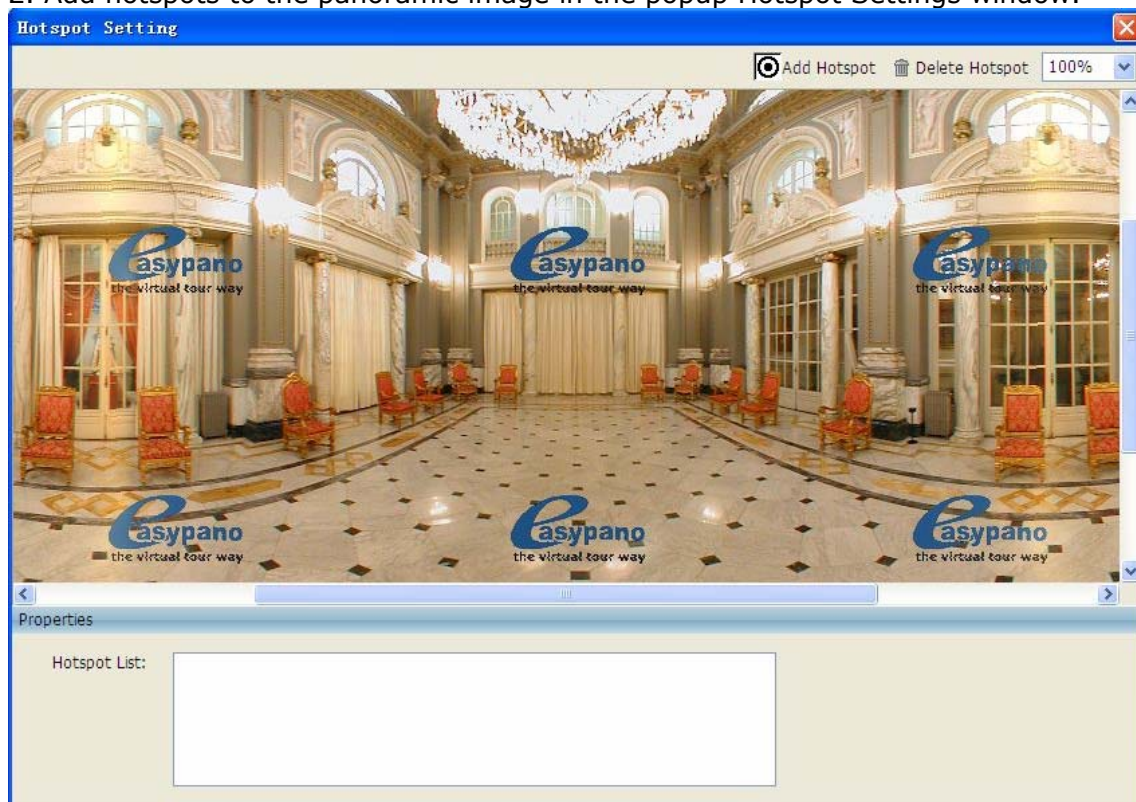 2. Add hotspots to the panoramic image in the popup Hotspot Settings window.
Hotspot Setting
Add Hotspot Delete Hotspot 100%
easypano easypano easypano
the virtual tour way the virtual tour way the virtual tour way
easypano easypano easypano
the virtual tour way the virtual tour way the virtual tour way
Properties
Hotspot List: